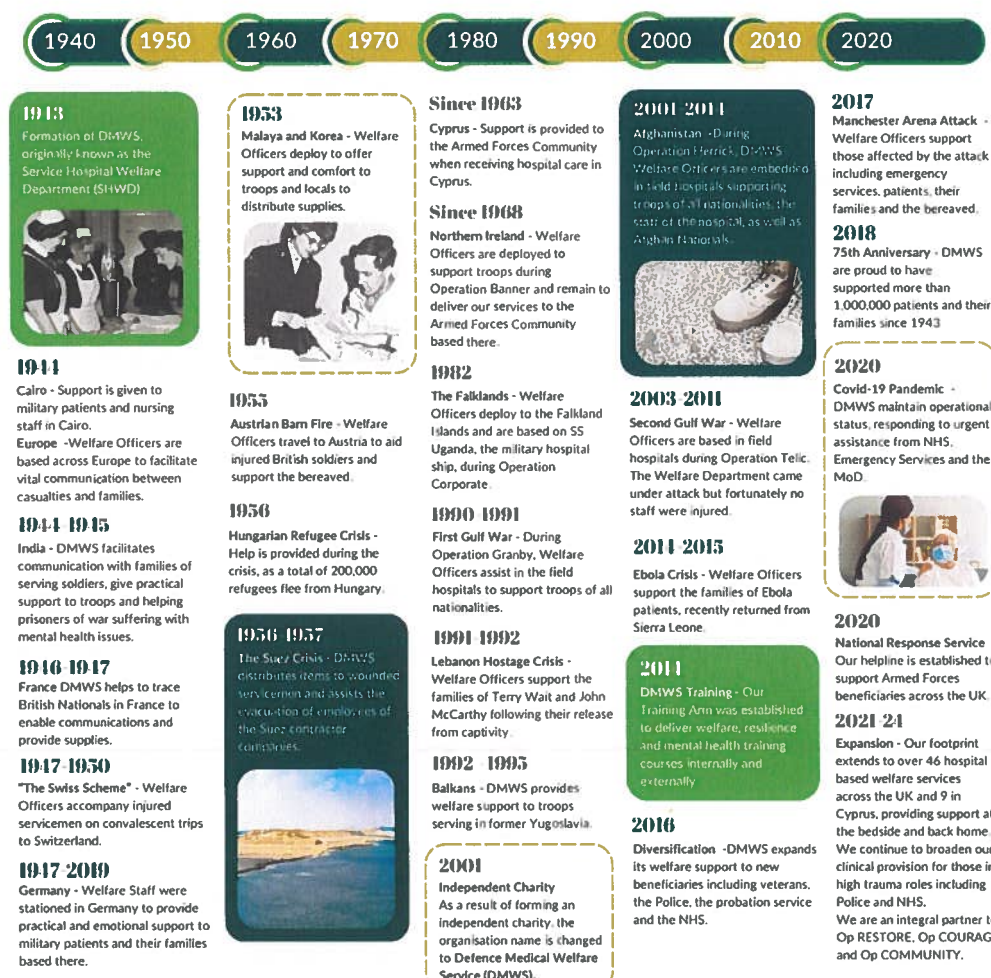 1940 1950 1960 1970 1980 1990 2000 2010 2020
1943
Formation of DMWS,
originally known as the
Service Hospital Welfare
Department (SHWD)
1944
Cairo - Support is given to
military patients and nursing
staff in Cairo.
Europe -Welfare Officers are
based across Europe to facilitate
vital communication between
casualties and families.
1944-1945
India - DMWS facilitates
communication with families of
serving soldiers, give practical
support to troops and helping
prisoners of war suffering with
mental health issues.
1946-1947
France DMWS helps to trace
British Nationals in France to
enable communications and
provide supplies.
1947-1950
"The Swiss Scheme" - Welfare
Officers accompany injured
servicemen on convalescent trips
to Switzerland.
1947-2019
Germany - Welfare Staff were
stationed in Germany to provide
practical and emotional support to
military patients and their families
based there.
1953
Malaya and Korea - Welfare
Officers deploy to offer
support and comfort to
troops and locals to
distribute supplies.
1955
Austrian Barn Fire - Welfare
Officers travel to Austria to aid
injured British soldiers and
support the bereaved.
1956
Hungarian Refugee Crisis -
Help is provided during the
crisis, as a total of 200,000
refugees flee from Hungary.
1956-1957
The Suez Crisis - DMWS
distributes items to wounded
servicemen and assists the
evacuation of employees of
the Suez contractor
companies.
Since 1963
Cyprus - Support is provided to
the Armed Forces Community
when receiving hospital care in
Cyprus.
Since 1968
Northern Ireland - Welfare
Officers are deployed to
support troops during
Operation Banner and remain to
deliver our services to the
Armed Forces Community
based there.
1982
The Falklands - Welfare
Officers deploy to the Falkland
Islands and are based on SS
Uganda, the military hospital
ship, during Operation
Corporate.
1990-1991
First Gulf War - During
Operation Granby, Welfare
Officers assist in the field
hospitals to support troops of all
nationalities.
1991-1992
Lebanon Hostage Crisis -
Welfare Officers support the
families of Terry Wait and John
McCarthy following their release
from captivity.
1992-1995
Balkans - DMWS provides
welfare support to troops
serving in former Yugoslavia.
2001
Independent Charity
As a result of forming an
independent charity, the
organisation name is changed
to Defence Medical Welfare
Service (DMWS).
2001-2014
Afghanistan -During
Operation Herrick, DMWS
Welfare Officers are embedded
in field hospitals supporting
troops of all nationalities, the
staff of the hospital, as well as
Afghan Nationals.
2003-2011
Second Gulf War - Welfare
Officers are based in field
hospitals during Operation Telic.
The Welfare Department came
under attack but fortunately no
staff were injured.
2014-2015
Ebola Crisis - Welfare Officers
support the families of Ebola
patients, recently returned from
Sierra Leone.
2014
DMWS Training - Our
Training Arm was established
to deliver welfare, resilience
and mental health training
courses internally and
externally
2016
Diversification -DMWS expands
its welfare support to new
beneficiaries including veterans,
the Police, the probation service
and the NHS.
2017
Manchester Arena Attack -
Welfare Officers support
those affected by the attack
including emergency
services, patients, their
families and the bereaved.
2018
75th Anniversary - DMWS
are proud to have
supported more than
1,000,000 patients and their
families since 1943
2020
Covid-19 Pandemic -
DMWS maintain operational
status, responding to urgent
assistance from NHS,
Emergency Services and the
MoD.
2020
National Response Service
Our helpline is established t
support Armed Forces
beneficiaries across the UK.
2021-24
Expansion - Our footprint
extends to over 46 hospital
based welfare services
across the UK and 9 in
Cyprus, providing support at
the bedside and back home.
We continue to broaden our
clinical provision for those in
high trauma roles including
Police and NHS.
We are an integral partner t
Op RESTORE, Op COURAG
and Op COMMUNITY.